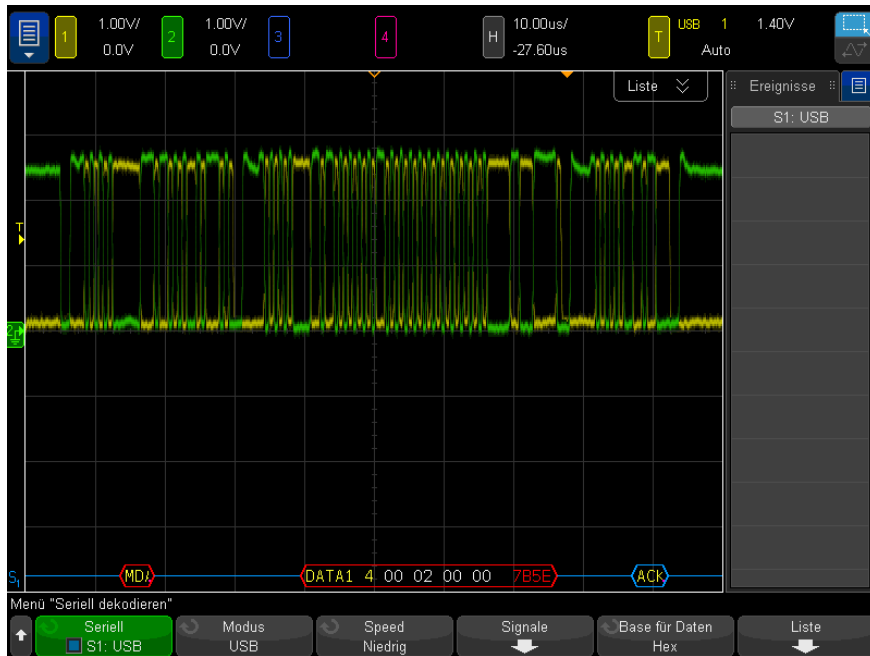 1 1.00V/ 0.0V 2 1.00V/ 0.0V 3 4 H 10.00us/ -27.60us T USB 1 1.40V Auto
Liste
Ereignisse
S1: USB
T
2
S1 MDA DATA1 4 00 02 00 00 7B5E ACK
Menü "Seriell dekodieren"
Seriell Modus Speed Signale Base für Daten Liste
S1: USB USB Niedrig Hex